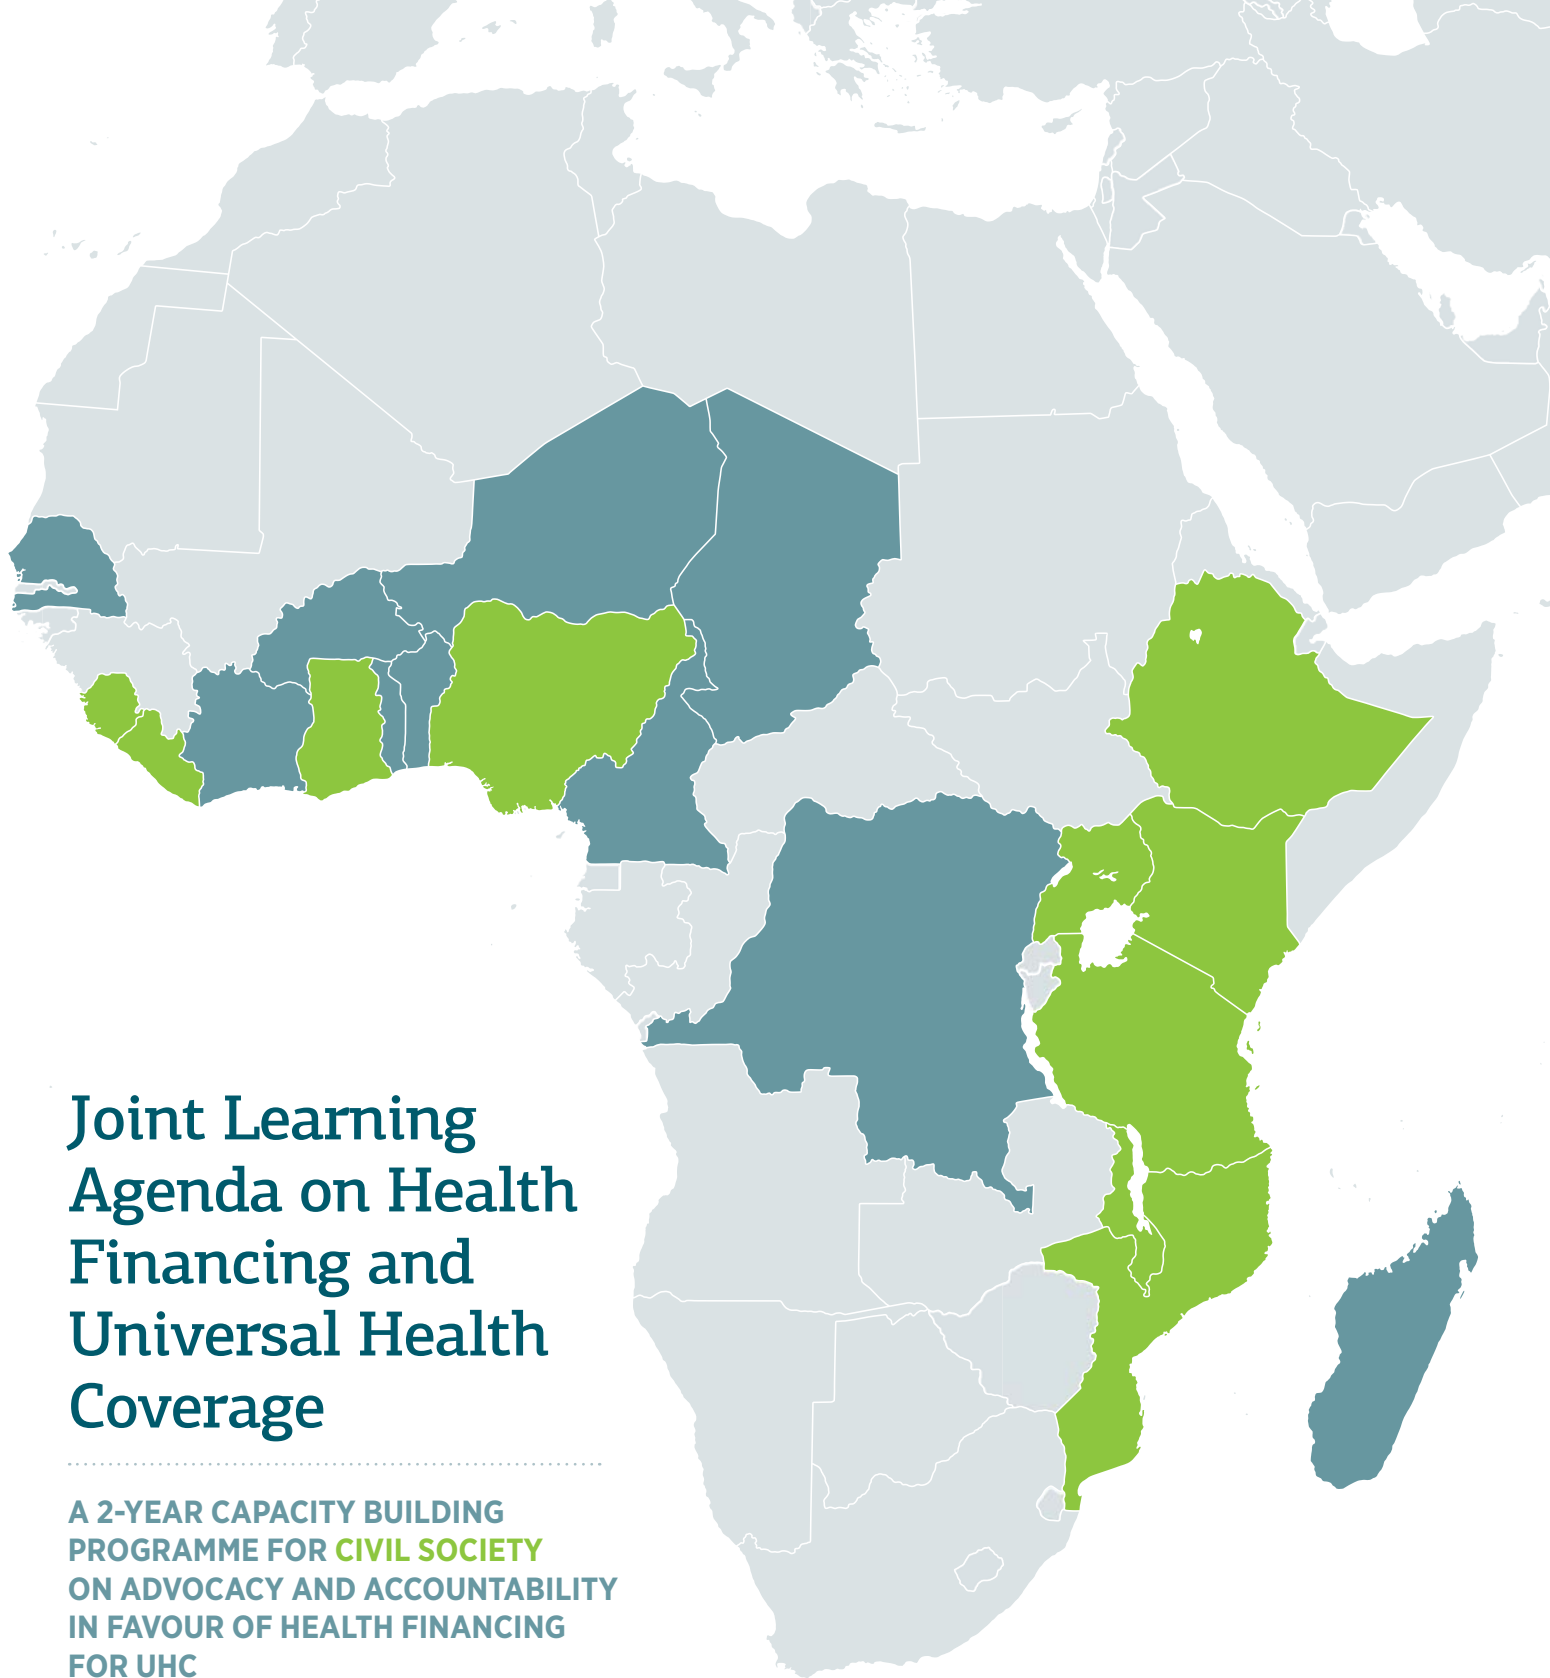 Joint Learning
Agenda on Health
Financing and
Universal Health
Coverage
A 2-YEAR CAPACITY BUILDING
PROGRAMME FOR CIVIL SOCIETY
ON ADVOCACY AND ACCOUNTABILITY
IN FAVOUR OF HEALTH FINANCING
FOR UHC